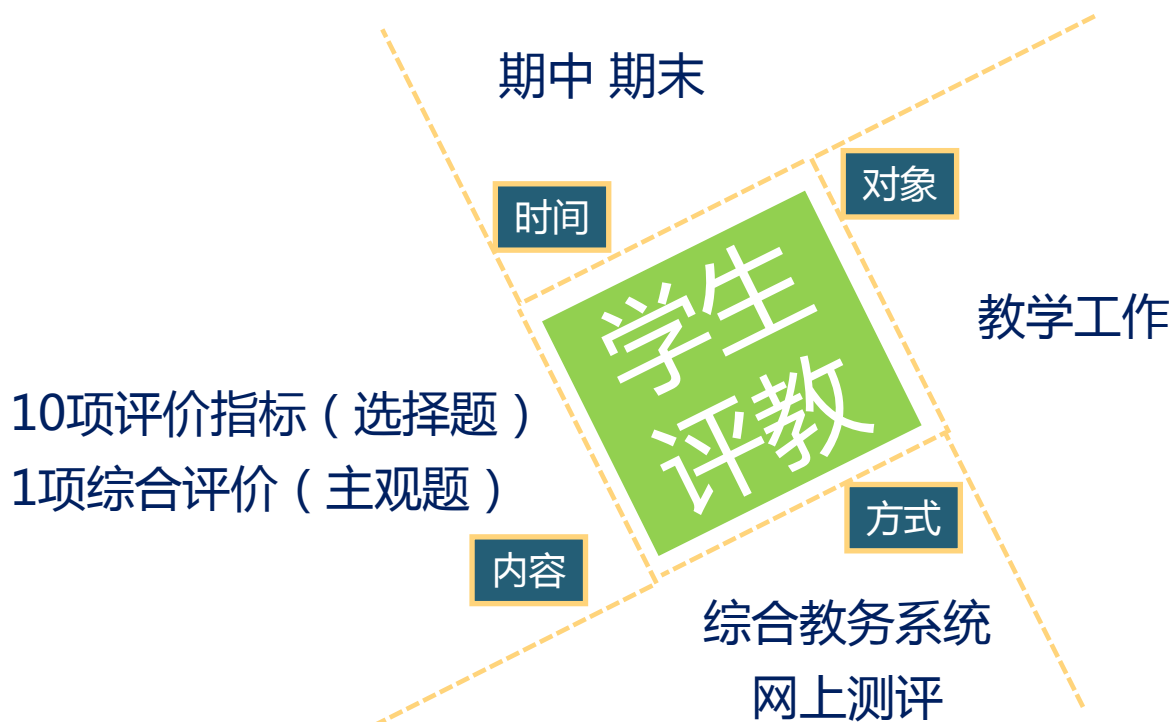 期中 期末
时间
对象
学生
评教
教学工作
10项评价指标（选择题）
1项综合评价（主观题）
内容
方式
综合教务系统
网上测评